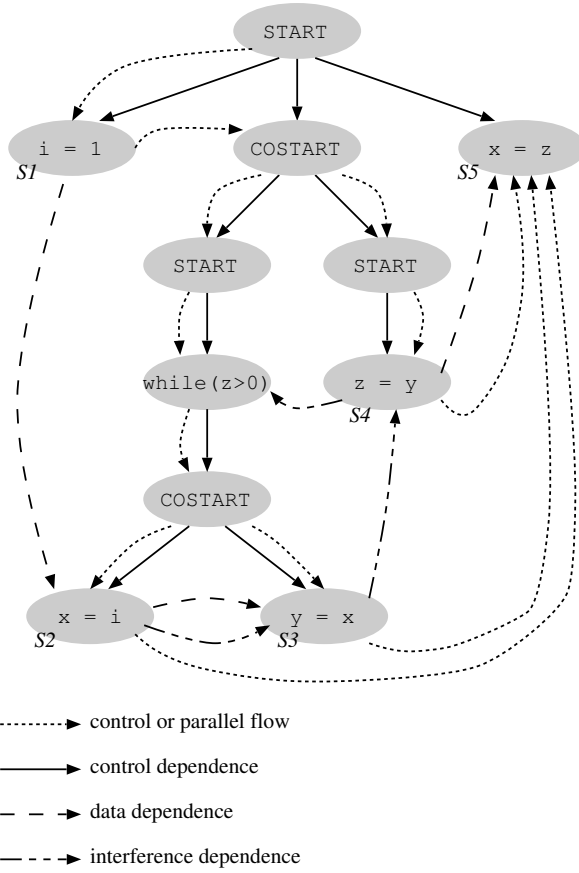 START
i = 1
COSTART
x = z
S1
S5
START
START
while(z>0)
z = y
S4
COSTART
x = i
y = x
S2
S3
control or parallel flow
control dependence
data dependence
interference dependence